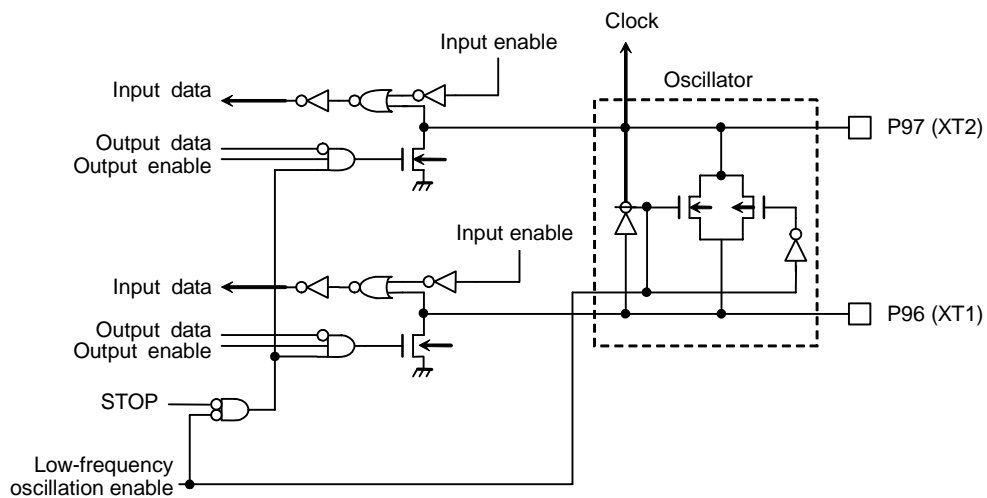 Clock
Input enable
Oscillator
Input data
P97 (XT2)
Output data
Output enable
Input enable
Input data
P96 (XT1)
Output data
Output enable
STOP
Low-frequency
oscillation enable